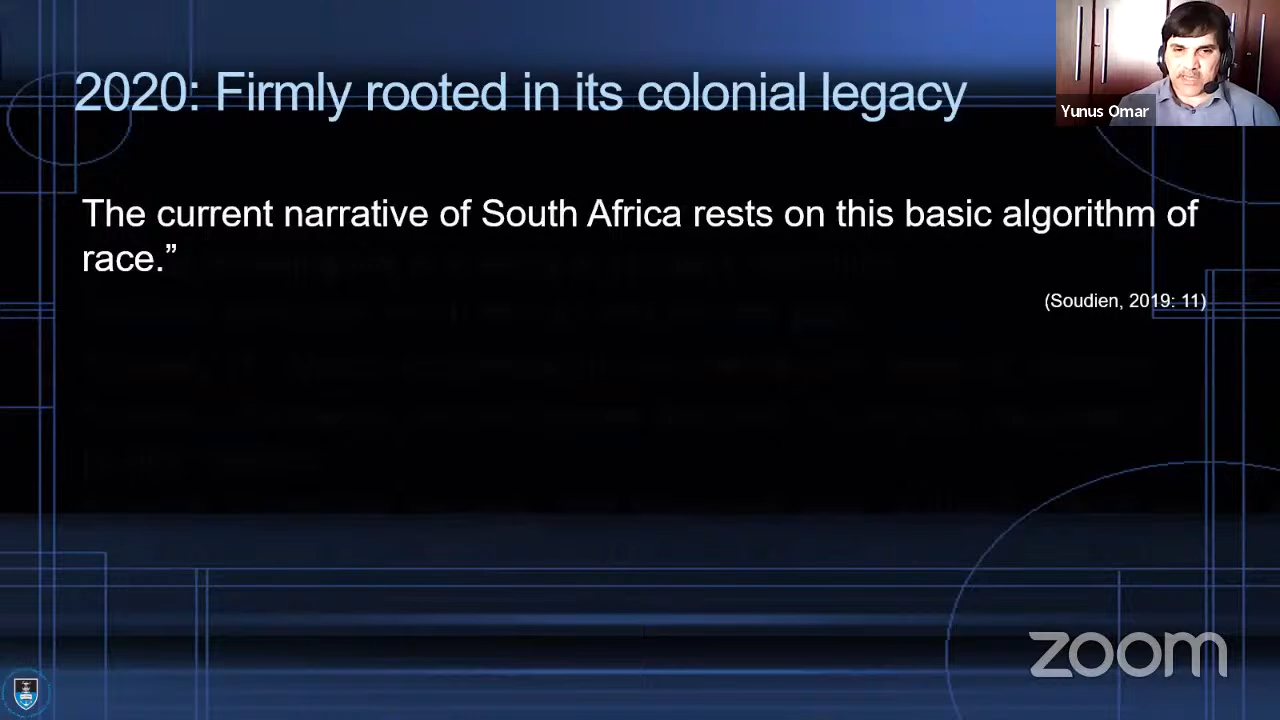 2020: Firmly rooted in its colonial legacy
Yunus Omar
The current narrative of South Africa rests on this basic algorithm of
race.”
(Soudien, 2019: 11)
zoom